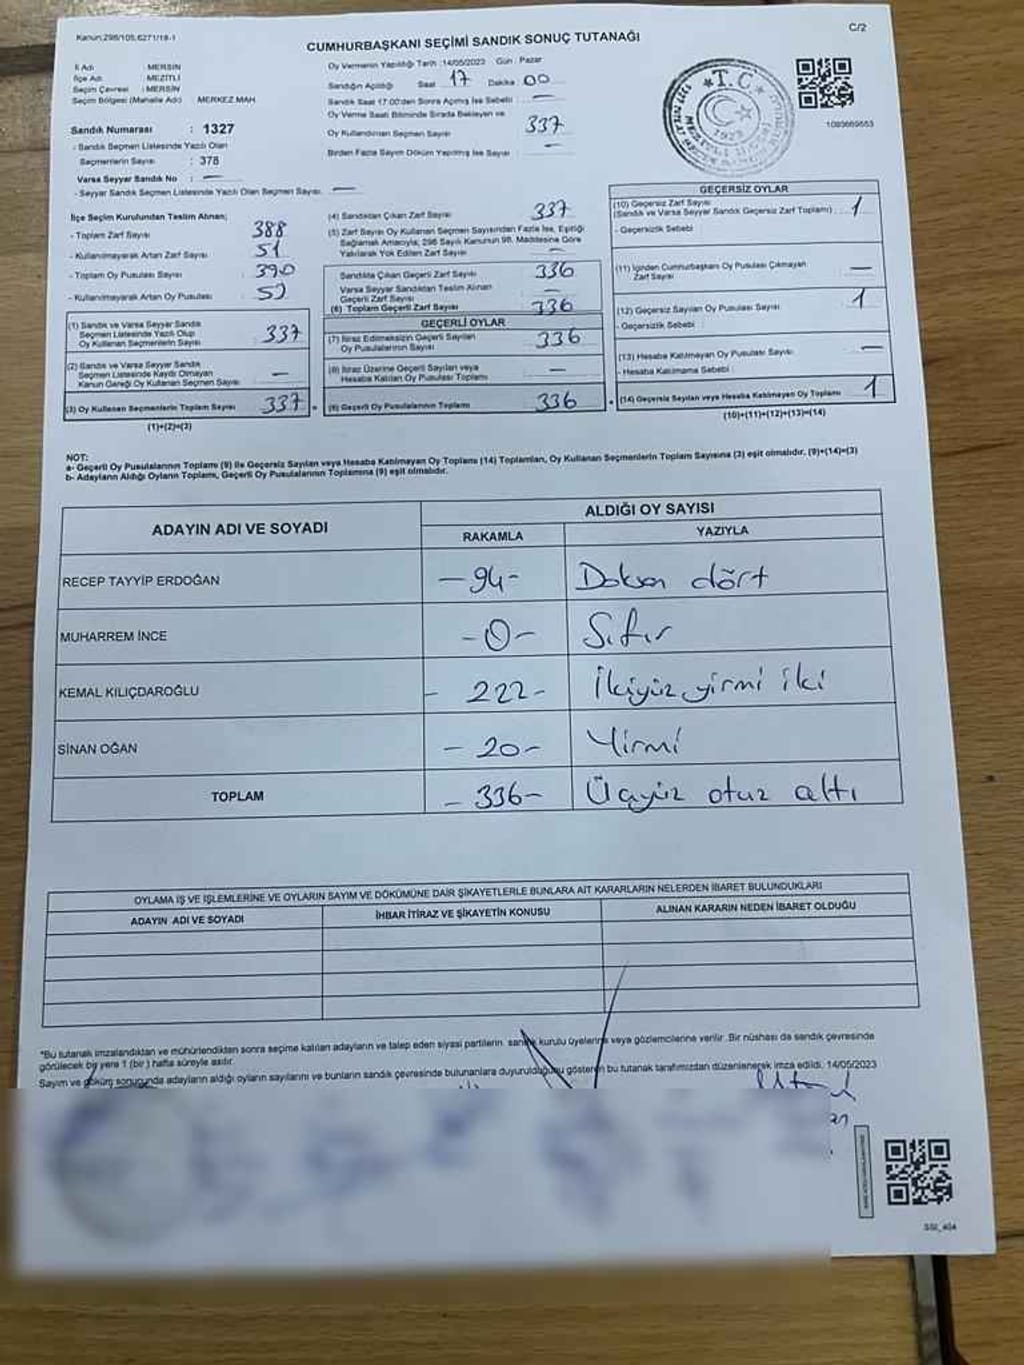 Kanun:298/105,6271/18-1
C/2
CUMHURBAŞKANI SEÇİMİ SANDIK SONUÇ TUTANAĞI
İl Adı : MERSİN
İlçe Adı : MEZİTLİ
Seçim Çevresi : MERSİN
Seçim Bölgesi (Mahalle Adı) : MERKEZ MAH
Sandık Numarası : 1327
- Sandık Seçmen Listesinde Yazılı Olan
Seçmenlerin Sayısı : 378
Varsa Seyyar Sandık No : —
- Seyyar Sandık Seçmen Listesinde Yazılı Olan Seçmen Sayısı: —
Oy Vermenin Yapıldığı Tarih :14/05/2023 Gün : Pazar
Sandığın Açıldığı Saat 17 Dakika 00
Sandık Saat 17.00'den Sonra Açılmış İse Sebebi : —
Oy Verme Saati Bitiminde Sırada Bekleyen ve
Oy Kullandırılan Seçmen Sayısı 337
Birden Fazla Sayım Döküm Yapılmış İse Sayısı : —
T.C.
1923
1093669553
İlçe Seçim Kurulundan Teslim Alınan;
- Toplam Zarf Sayısı 388
- Kullanılmayarak Artan Zarf Sayısı 51
- Toplam Oy Pusulası Sayısı 390
- Kullanılmayarak Artan Oy Pusulası
(1) Sandık ve Varsa Seyyar Sandık
Seçmen Listesinde Yazılı Olup
Oy Kullanan Seçmenlerin Sayısı 337
(2) Sandık ve Varsa Seyyar Sandık
Seçmen Listesinde Kaydı Olmayan
Kanun Gereği Oy Kullanan Seçmen Sayısı —
(3) Oy Kullanan Seçmenlerin Toplam Sayısı 337
(1)+(2)=(3)
(4) Sandıktan Çıkan Zarf Sayısı 337
(5) Zarf Sayısı Oy Kullanan Seçmen Sayısından Fazla İse, Eşitliği
Sağlamak Amacıyla; 298 Sayılı Kanunun 98. Maddesine Göre
Yakılarak Yok Edilen Zarf Sayısı —
Sandıkta Çıkan Geçerli Zarf Sayısı 336
Varsa Seyyar Sandıktan Teslim Alınan
Geçerli Zarf Sayısı —
(6) Toplam Geçerli Zarf Sayısı 336
GEÇERLİ OYLAR
(7) İtiraz Edilmeksizin Geçerli Sayılan
Oy Pusulalarının Sayısı 336
(8) İtiraz Üzerine Geçerli Sayılan veya
Hesaba Katılan Oy Pusulası Toplamı —
(9) Geçerli Oy Pusulalarının Toplamı 336
GEÇERSİZ OYLAR
(10) Geçersiz Zarf Sayısı
(Sandık ve Varsa Seyyar Sandık Geçersiz Zarf Toplamı) 1
- Geçersizlik Sebebi
(11) İçinden Cumhurbaşkanı Oy Pusulası Çıkmayan
Zarf Sayısı —
(12) Geçersiz Sayılan Oy Pusulası Sayısı 1
- Geçersizlik Sebebi :
(13) Hesaba Katılmayan Oy Pusulası Sayısı —
- Hesaba Katılmama Sebebi :
(14) Geçersiz Sayılan veya Hesaba Katılmayan Oy Toplamı 1
(10)+(11)+(12)+(13)=(14)
NOT:
a- Geçerli Oy Pusulalarının Toplamı (9) ile Geçersiz Sayılan veya Hesaba Katılmayan Oy Toplamı (14) Toplamları, Oy Kullanan Seçmenlerin Toplam Sayısına (3) eşit olmalıdır. (9)+(14)=(3)
b- Adayların Aldığı Oyların Toplamı, Geçerli Oy Pusulalarının Toplamına (9) eşit olmalıdır.
ADAYIN ADI VE SOYADI
ALDIĞI OY SAYISI
RAKAMLA YAZIYLA
RECEP TAYYİP ERDOĞAN -94- Doksan dört
MUHARREM İNCE -0- Sıfır
KEMAL KILIÇDAROĞLU - 222- İkiyüz yirmi iki
SİNAN OĞAN - 20- Yirmi
TOPLAM - 336- Üçyüz otuz altı
OYLAMA İŞ VE İŞLEMLERİNE VE OYLARIN SAYIM VE DÖKÜMÜNE DAİR ŞİKAYETLERLE BUNLARA AİT KARARLARIN NELERDEN İBARET BULUNDUKLARI
ADAYIN ADI VE SOYADI İHBAR İTİRAZ VE ŞİKAYETİN KONUSU ALINAN KARARIN NEDEN İBARET OLDUĞU
*Bu tutanak imzalandıktan ve mühürlendikten sonra seçime katılan adayların ve talep eden siyasi partilerin sandık kurulu üyelerine veya gözlemcilerine verilir. Bir nüshası da sandık çevresinde
görülecek bir yere 1 (bir ) hafta süreyle asılır.
Sayım ve döküm sonucunda adayların aldığı oyların sayılarını ve bunların sandık çevresinde bulunanlara duyurulduğunu gösteren bu tutanak tarafımızdan düzenlenerek imza edildi. 14/05/2023
SSI_404